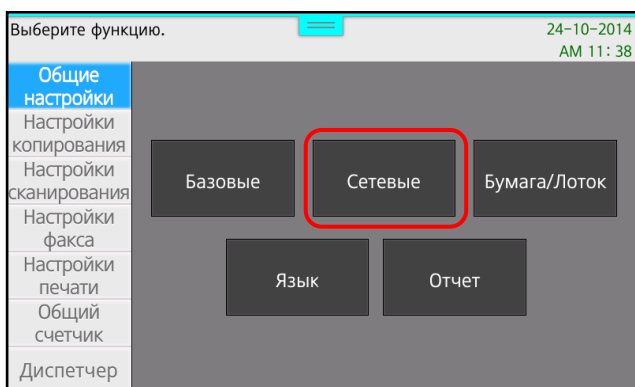 Выберите функцию.
24-10-2014
AM 11:38
Общие
настройки
Настройки
копирования
Настройки
сканирования
Настройки
факса
Настройки
печати
Общий
счетчик
Диспетчер
Базовые
Сетевые
Бумага/Лоток
Язык
Отчет